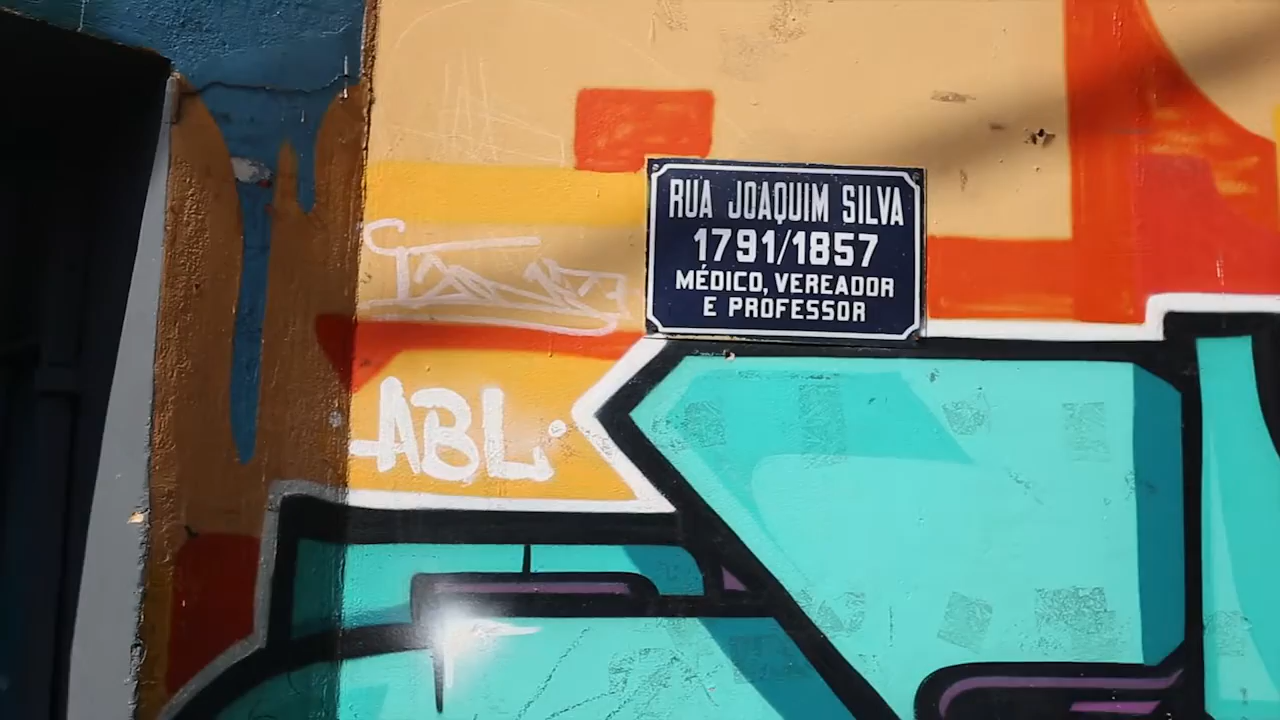 RUA JOAQUIM SILVA
1791/1857
MÉDICO, VEREADOR
E PROFESSOR
ABL.